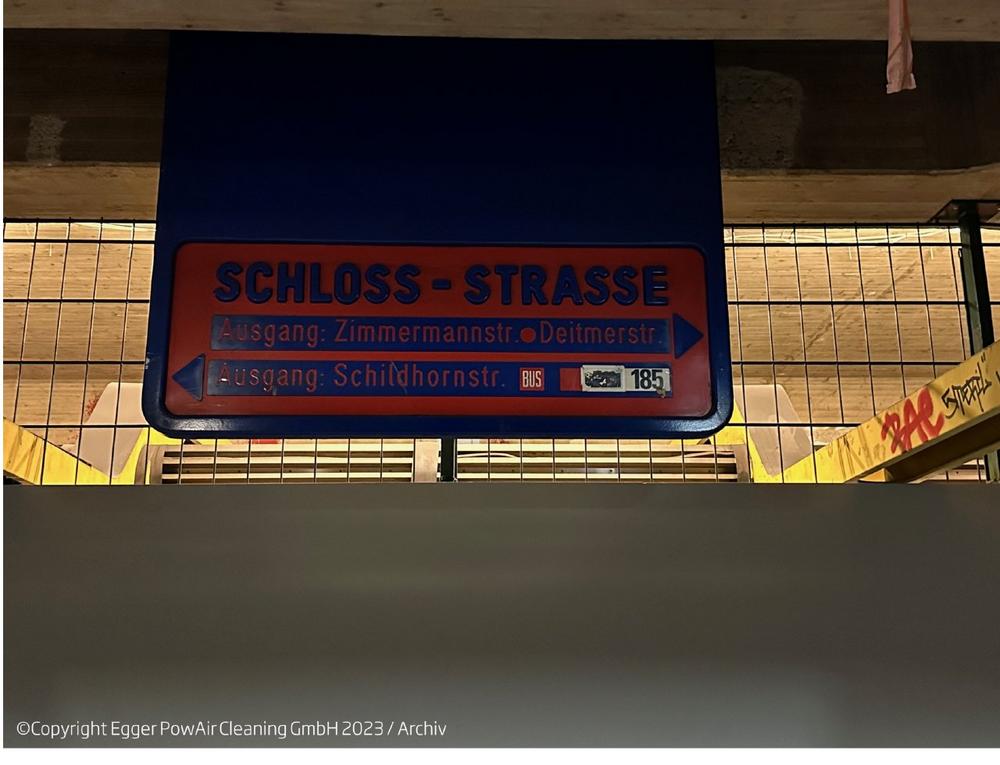 SCHLOSS-STRASSE
Ausgang: Zimmermannstr.●Deitmerstr.
Ausgang: Schildhornstr. BUS 185
©Copyright Egger PowAir Cleaning GmbH 2023 / Archiv